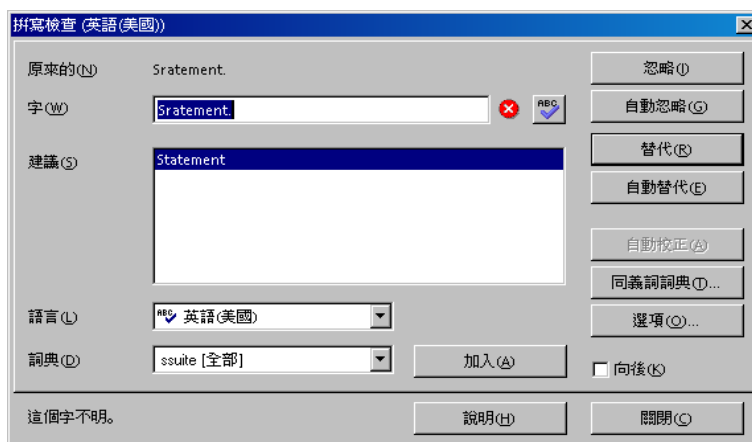 拼寫檢查 (英語(美國))
原來的(N) Sratement. 忽略(I)
字(W) Sratement. ABC 自動忽略(G)
替代(R)
建議(S) Statement
自動替代(E)
自動校正(A)
同義詞詞典(T)...
語言(L) ABC 英語(美國) 選項(O)...
詞典(D) ssuite [全部] 加入(A) 向後(K)
這個字不明。 說明(H) 關閉(C)